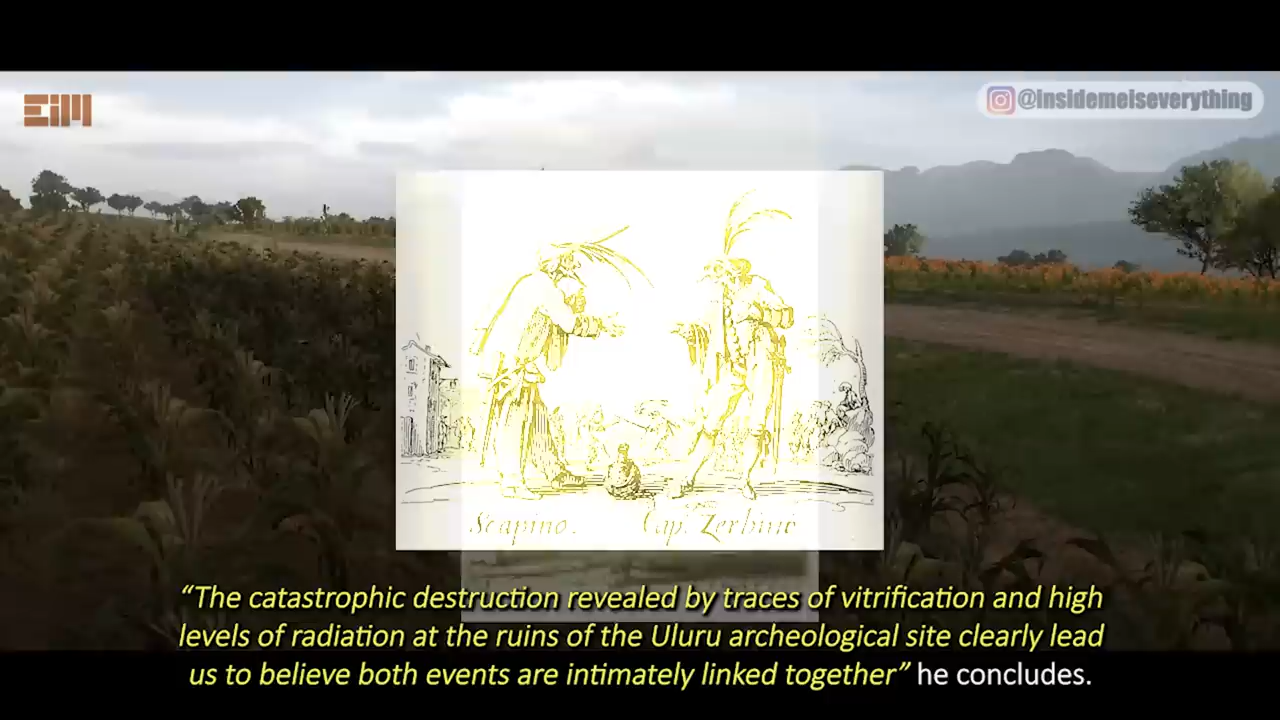 EiM
@Insidemeiseverything
Scapino. Cap. Zerbino
“The catastrophic destruction revealed by traces of vitrification and high
levels of radiation at the ruins of the Uluru archeological site clearly lead
us to believe both events are intimately linked together” he concludes.